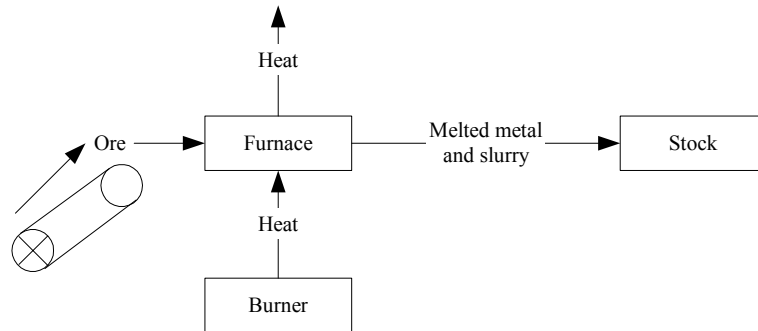 Heat
Ore
Furnace
Melted metal
and slurry
Stock
Heat
Burner